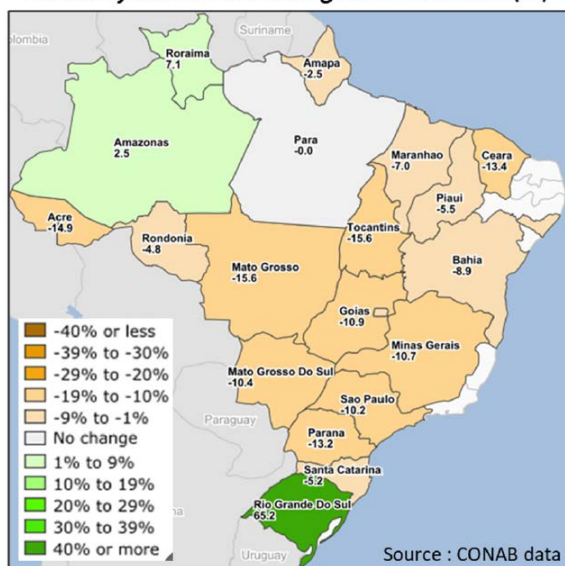 Suriname
Roraima
7.1
Amapa
-2.5
Amazonas
2.5
Para
-0.0
Maranhao
-7.0
Ceara
-13.4
Piaui
-5.5
Acre
-14.9
Rondonia
-4.8
Tocantins
-15.6
Bahia
-8.9
Mato Grosso
-15.6
Goias
-10.9
Minas Gerais
-10.7
Mato Grosso Do Sul
-10.4
Sao Paulo
-10.2
Paraguay
Parana
-13.2
Santa Catarina
-5.2
Rio Grande Do Sul
65.2
Uruguay
-40% or less
-39% to -30%
-29% to -20%
-19% to -10%
-9% to -1%
No change
1% to 9%
10% to 19%
20% to 29%
30% to 39%
40% or more
Source : CONAB data